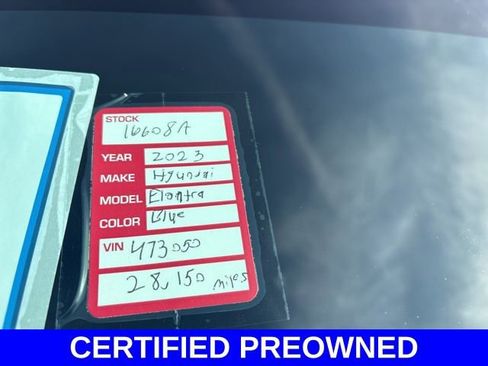 STOCK
16608A
YEAR 2023
MAKE Hyundai
MODEL Elantra
COLOR Blue
VIN 473050
28,150 miles
CERTIFIED PREOWNED